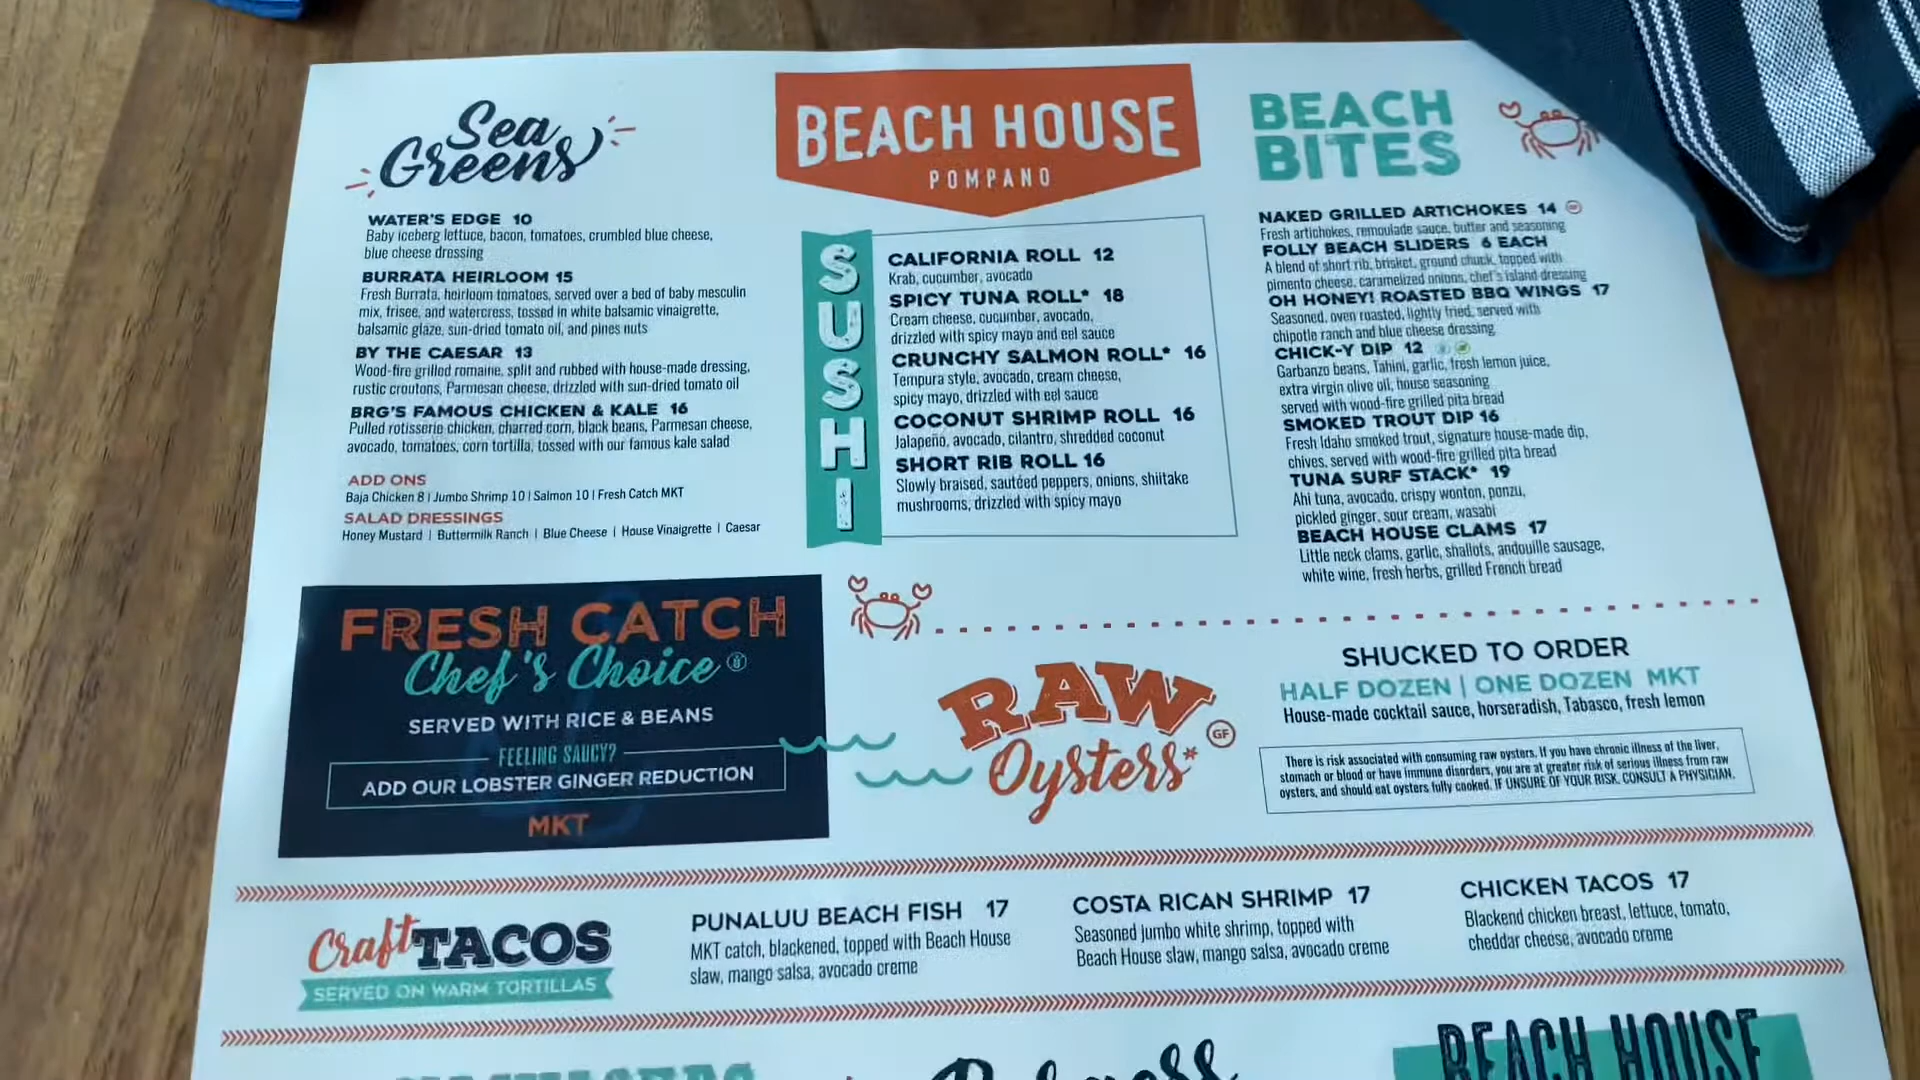 Sea
Greens
WATER'S EDGE 10
Baby iceberg lettuce, bacon, tomatoes, crumbled blue cheese,
blue cheese dressing
BURRATA HEIRLOOM 15
Fresh Burrata, heirloom tomatoes, served over a bed of baby mesculin
mix, frisee, and watercress, tossed in white balsamic vinaigrette,
balsamic glaze, sun-dried tomato oil, and pines nuts
BY THE CAESAR 13
Wood-fire grilled romaine, split and rubbed with house-made dressing,
rustic croutons, Parmesan cheese, drizzled with sun-dried tomato oil
BRG'S FAMOUS CHICKEN & KALE 16
Pulled rotisserie chicken, charred corn, black beans, Parmesan cheese,
avocado, tomatoes, corn tortilla, tossed with our famous kale salad
ADD ONS
Baja Chicken 8 | Jumbo Shrimp 10 | Salmon 10 | Fresh Catch MKT
SALAD DRESSINGS
Honey Mustard | Buttermilk Ranch | Blue Cheese | House Vinaigrette | Caesar
BEACH HOUSE
POMPANO
SUSHI
CALIFORNIA ROLL 12
Krab, cucumber, avocado
SPICY TUNA ROLL* 18
Cream cheese, cucumber, avocado,
drizzled with spicy mayo and eel sauce
CRUNCHY SALMON ROLL* 16
Tempura style, avocado, cream cheese,
spicy mayo, drizzled with eel sauce
COCONUT SHRIMP ROLL 16
Jalapeño, avocado, cilantro, shredded coconut
SHORT RIB ROLL 16
Slowly braised, sautéed peppers, onions, shiitake
mushrooms, drizzled with spicy mayo
BEACH
BITES
NAKED GRILLED ARTICHOKES 14
Fresh artichokes, remoulade sauce, butter and seasoning
FOLLY BEACH SLIDERS 6 EACH
A blend of short rib, brisket, ground chuck, topped with
pimento cheese, caramelized onions, chef's island dressing
OH HONEY! ROASTED BBQ WINGS 17
Seasoned, oven roasted, lightly fried, served with
chipotle ranch and blue cheese dressing
CHICK-Y DIP 12
Garbanzo beans, Tahini, garlic, fresh lemon juice,
extra virgin olive oil, house seasoning
served with wood-fire grilled pita bread
SMOKED TROUT DIP 16
Fresh Idaho smoked trout, signature house-made dip,
chives, served with wood-fire grilled pita bread
TUNA SURF STACK* 19
Ahi tuna, avocado, crispy wonton, ponzu,
pickled ginger, sour cream, wasabi
BEACH HOUSE CLAMS 17
Little neck clams, garlic, shallots, andouille sausage,
white wine, fresh herbs, grilled French bread
FRESH CATCH
Chef's Choice
SERVED WITH RICE & BEANS
FEELING SAUCY?
ADD OUR LOBSTER GINGER REDUCTION
MKT
RAW
Oysters*
GF
SHUCKED TO ORDER
HALF DOZEN | ONE DOZEN MKT
House-made cocktail sauce, horseradish, Tabasco, fresh lemon
There is risk associated with consuming raw oysters. If you have chronic illness of the liver,
stomach or blood or have immune disorders, you are at greater risk of serious illness from raw
oysters, and should eat oysters fully cooked. IF UNSURE OF YOUR RISK, CONSULT A PHYSICIAN.
Craft TACOS
SERVED ON WARM TORTILLAS
PUNALUU BEACH FISH 17
MKT catch, blackened, topped with Beach House
slaw, mango salsa, avocado creme
COSTA RICAN SHRIMP 17
Seasoned jumbo white shrimp, topped with
Beach House slaw, mango salsa, avocado creme
CHICKEN TACOS 17
Blackend chicken breast, lettuce, tomato,
cheddar cheese, avocado creme
BEACH HOUSE